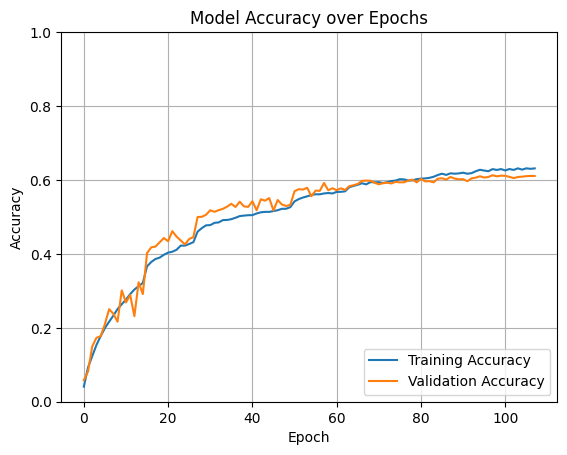 Model Accuracy over Epochs
1.0
0.8
0.6
0.4
0.2
0.0
Accuracy
Training Accuracy
Validation Accuracy
0 20 40 60 80 100
Epoch